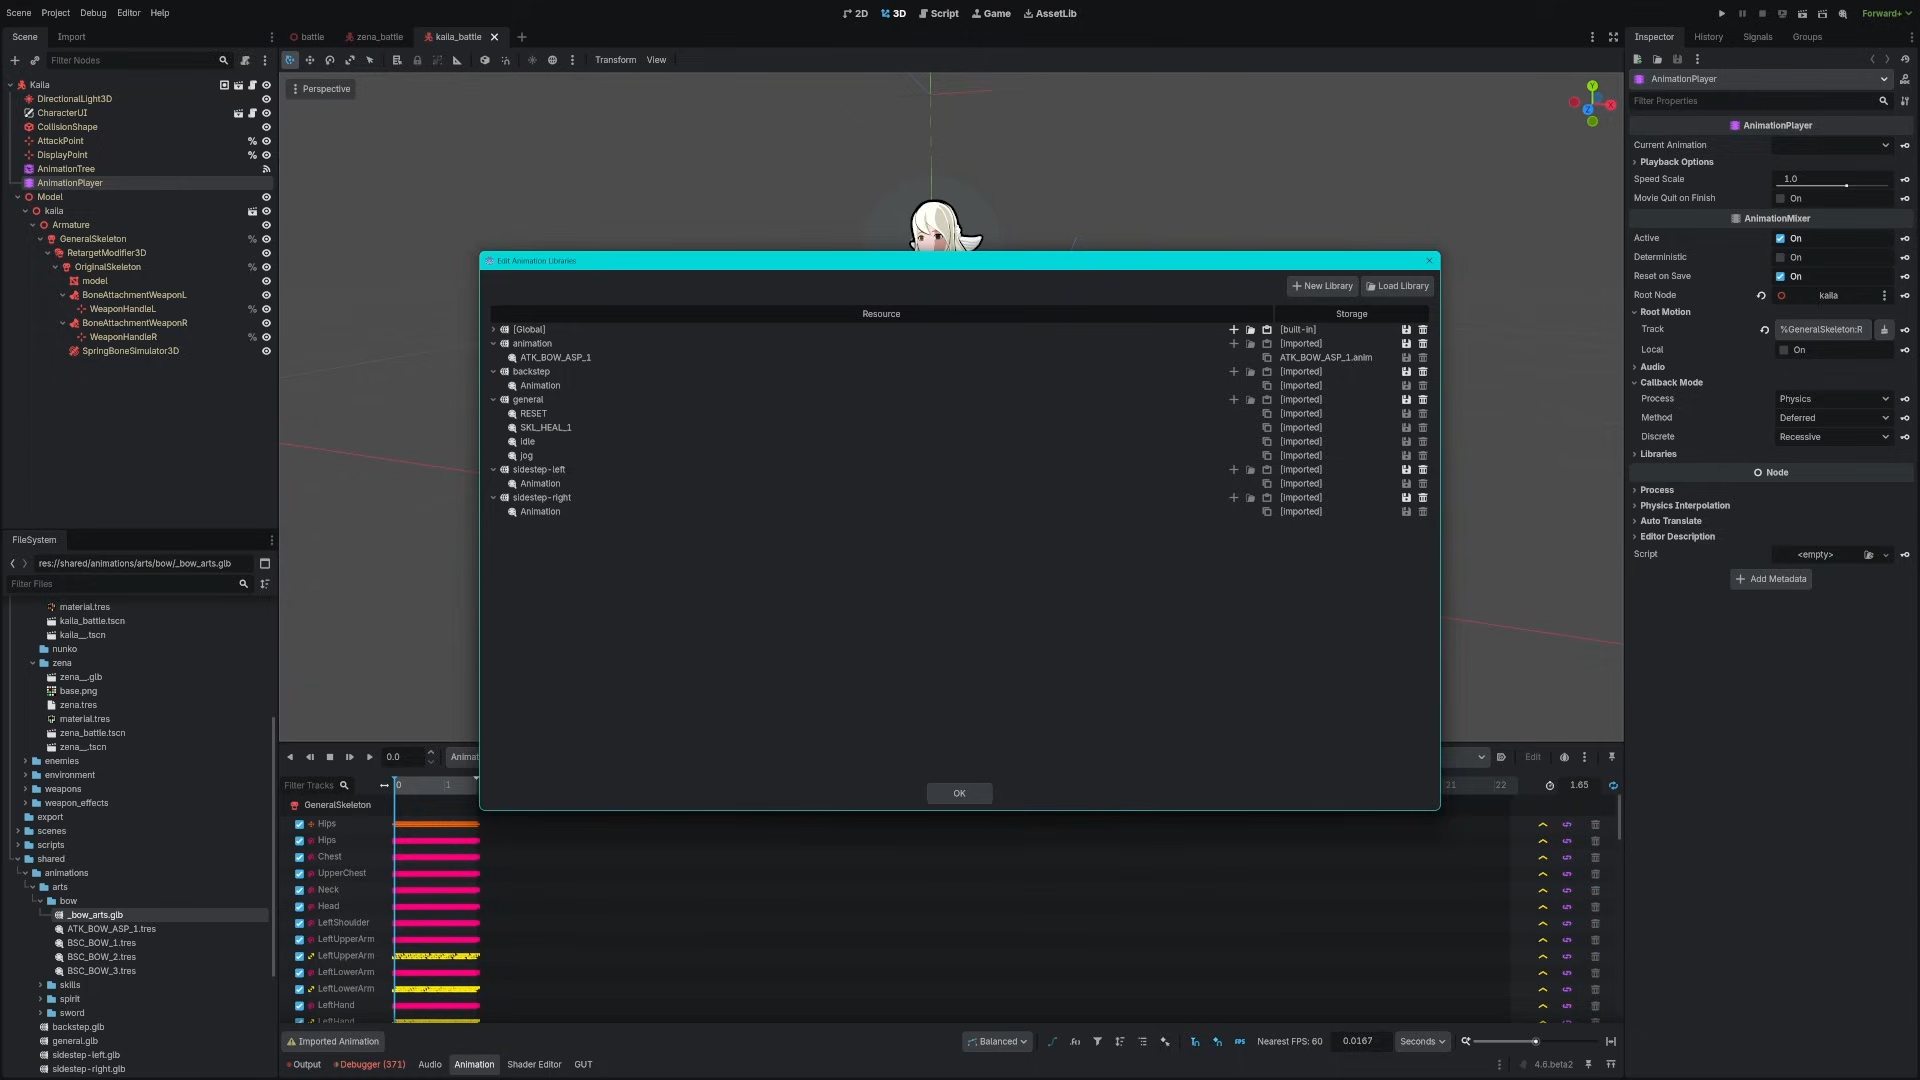 Scene Project Debug Editor Help
2D 3D Script Game AssetLib
Forward+
Scene Import
Filter Nodes
Kaila
DirectionalLight3D
CharacterUI
CollisionShape
AttackPoint
DisplayPoint
AnimationTree
AnimationPlayer
Model
kaila
Armature
GeneralSkeleton
RetargetModifier3D
OriginalSkeleton
model
BoneAttachmentWeaponL
WeaponHandleL
BoneAttachmentWeaponR
WeaponHandleR
SpringBoneSimulator3D
FileSystem
res://shared/animations/arts/bow/_bow_arts.glb
Filter Files
material.tres
kaila_battle.tscn
kaila__.tscn
nunko
zena
zena__.glb
base.png
zena.tres
material.tres
zena_battle.tscn
zena__.tscn
enemies
environment
weapons
weapon_effects
export
scenes
scripts
shared
animations
arts
bow
_bow_arts.glb
ATK_BOW_ASP_1.tres
BSC_BOW_1.tres
BSC_BOW_2.tres
BSC_BOW_3.tres
skills
spirit
sword
backstep.glb
general.glb
sidestep-left.glb
sidestep-right.glb
battle zena_battle kaila_battle
Transform View
Perspective
Y
X
Z
Edit Animation Libraries
New Library Load Library
Resource Storage
[Global] [built-in]
animation [imported]
ATK_BOW_ASP_1 ATK_BOW_ASP_1.anim
backstep [imported]
Animation [imported]
general [imported]
RESET [imported]
SKL_HEAL_1 [imported]
idle [imported]
jog [imported]
sidestep-left [imported]
Animation [imported]
sidestep-right [imported]
Animation [imported]
OK
0.0 Animat
Edit
Filter Tracks 0 1 21 22 1.65
GeneralSkeleton
Hips
Hips
Chest
UpperChest
Neck
Head
LeftShoulder
LeftUpperArm
LeftUpperArm
LeftLowerArm
LeftLowerArm
LeftHand
LeftHand
Imported Animation
Balanced
FPS Nearest FPS: 60 0.0167 Seconds
Output Debugger (371) Audio Animation Shader Editor GUT
4.6.beta2
Inspector History Signals Groups
AnimationPlayer
Filter Properties
AnimationPlayer
Current Animation
Playback Options
Speed Scale 1.0
Movie Quit on Finish On
AnimationMixer
Active On
Deterministic On
Reset on Save On
Root Node kaila
Root Motion
Track %GeneralSkeleton:R
Local On
Audio
Callback Mode
Process Physics
Method Deferred
Discrete Recessive
Libraries
Node
Process
Physics Interpolation
Auto Translate
Editor Description
Script <empty>
Add Metadata